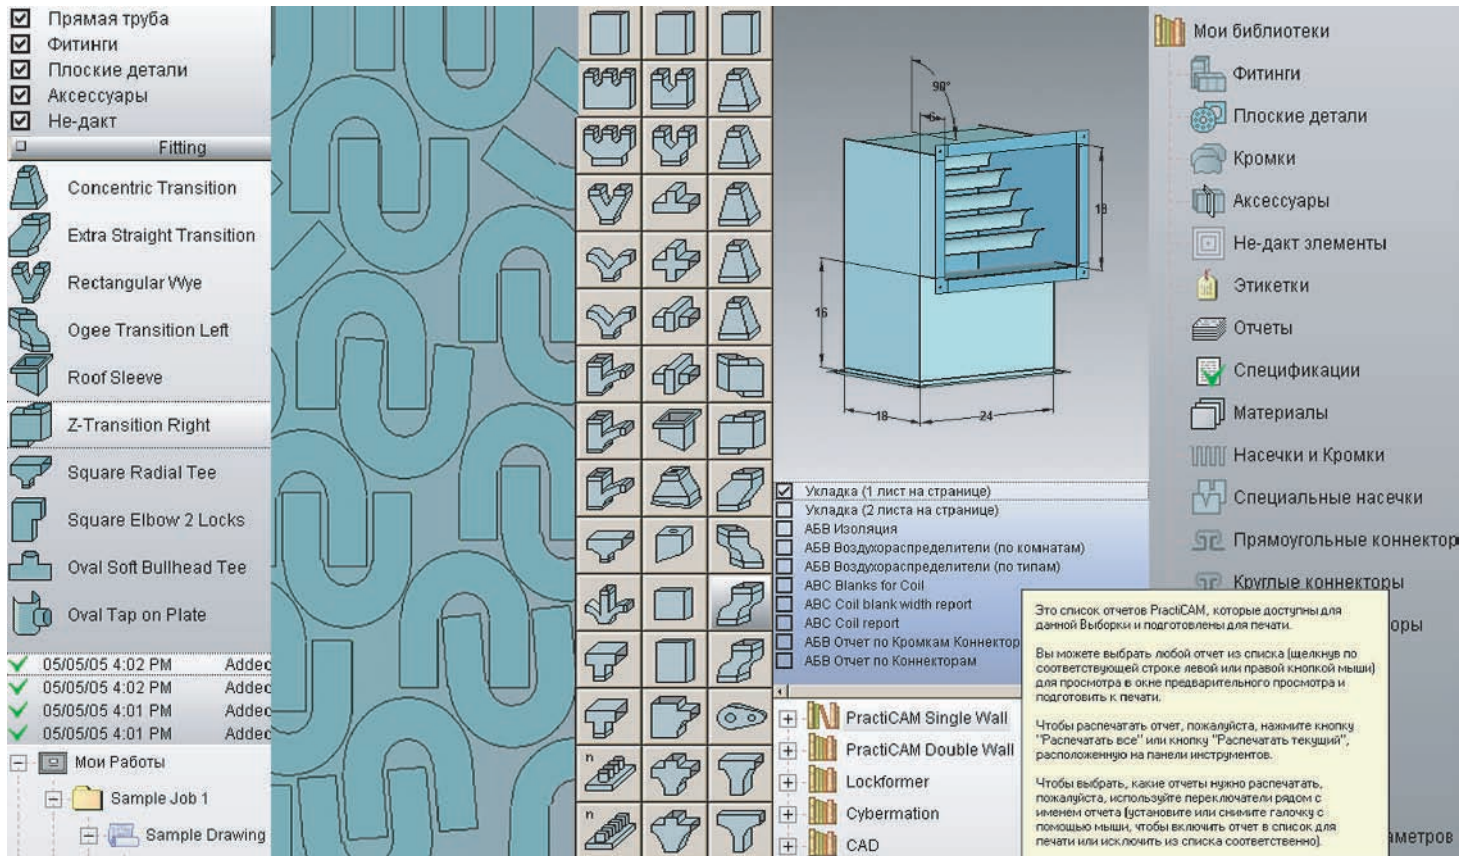 Прямая труба
Фитинги
Плоские детали
Аксессуары
Не-дакт
Fitting
Concentric Transition
Extra Straight Transition
Rectangular Wye
Ogee Transition Left
Roof Sleeve
Z-Transition Right
Square Radial Tee
Square Elbow 2 Locks
Oval Soft Bullhead Tee
Oval Tap on Plate
05/05/05 4:02 PM Added
05/05/05 4:02 PM Added
05/05/05 4:01 PM Added
05/05/05 4:01 PM Added
Мои Работы
Sample Job 1
Sample Drawing
n
n
90°
6
18
16
18
24
Укладка (1 лист на странице)
Укладка (2 листа на странице)
АБВ Изоляция
АБВ Воздухораспределители (по комнатам)
АБВ Воздухораспределители (по типам)
ABC Blanks for Coil
ABC Coil blank width report
ABC Coil report
АБВ Отчет по Кромкам Коннектор
АБВ Отчет по Коннекторам
PractiCAM Single Wall
PractiCAM Double Wall
Lockformer
Cybermation
CAD
Мои библиотеки
Фитинги
Плоские детали
Кромки
Аксессуары
Не-дакт элементы
Этикетки
Отчеты
Спецификации
Материалы
Насечки и Кромки
Специальные насечки
Прямоугольные коннектор
Круглые коннекторы
оры
аметров
Это список отчетов PractiCAM, которые доступны для
данной Выборки и подготовлены для печати.
Вы можете выбрать любой отчет из списка (щелкнув по
соответствующей строке левой или правой кнопкой мыши)
для просмотра в окне предварительного просмотра и
подготовить к печати.
Чтобы распечатать отчет, пожалуйста, нажмите кнопку
"Распечатать все" или кнопку "Распечатать текущий",
расположенную на панели инструментов.
Чтобы выбрать, какие отчеты нужно распечатать,
пожалуйста, используйте переключатели рядом с
именем отчета (установите или снимите галочку с
помощью мыши, чтобы включить отчет в список для
печати или исключить из списка соответственно).